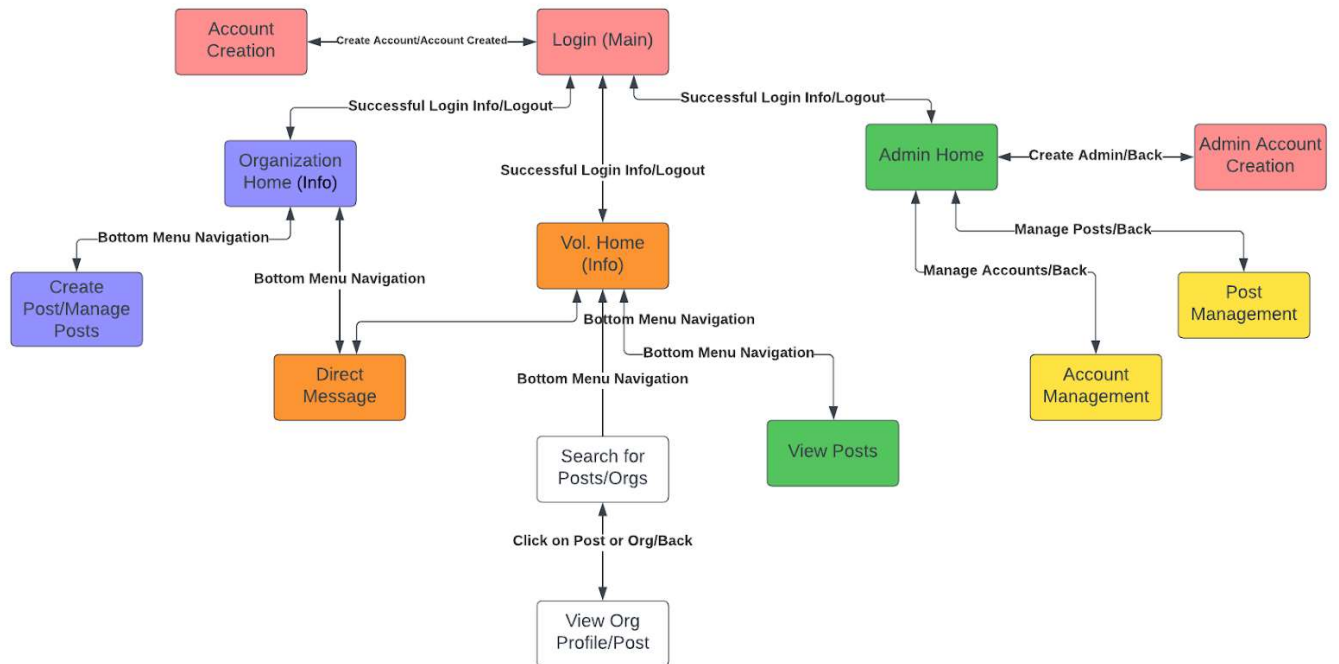 Account
Creation
Create Account/Account Created
Login (Main)
Successful Login Info/Logout
Successful Login Info/Logout
Organization
Home (Info)
Admin Home
Create Admin/Back
Admin Account
Creation
Successful Login Info/Logout
Bottom Menu Navigation
Vol. Home
(Info)
Manage Posts/Back
Bottom Menu Navigation
Manage Accounts/Back
Create
Post/Manage
Posts
Post
Management
Bottom Menu Navigation
Bottom Menu Navigation
Direct
Message
Bottom Menu Navigation
Account
Management
View Posts
Search for
Posts/Orgs
Click on Post or Org/Back
View Org
Profile/Post